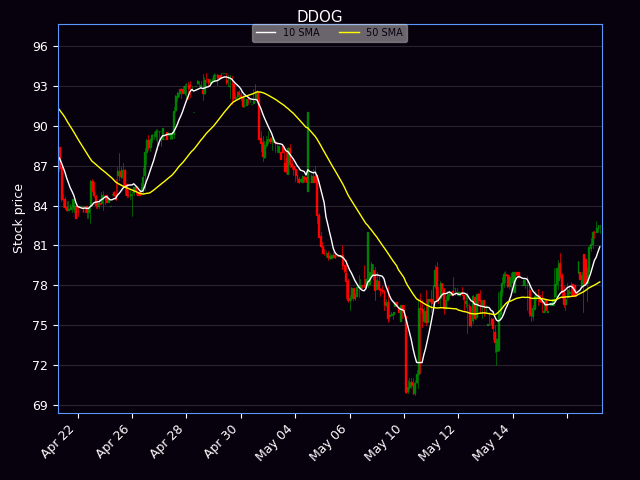 DDOG
10 SMA
50 SMA
Stock price
96
93
90
87
84
81
78
75
72
69
Apr 22
Apr 26
Apr 28
Apr 30
May 04
May 06
May 10
May 12
May 14